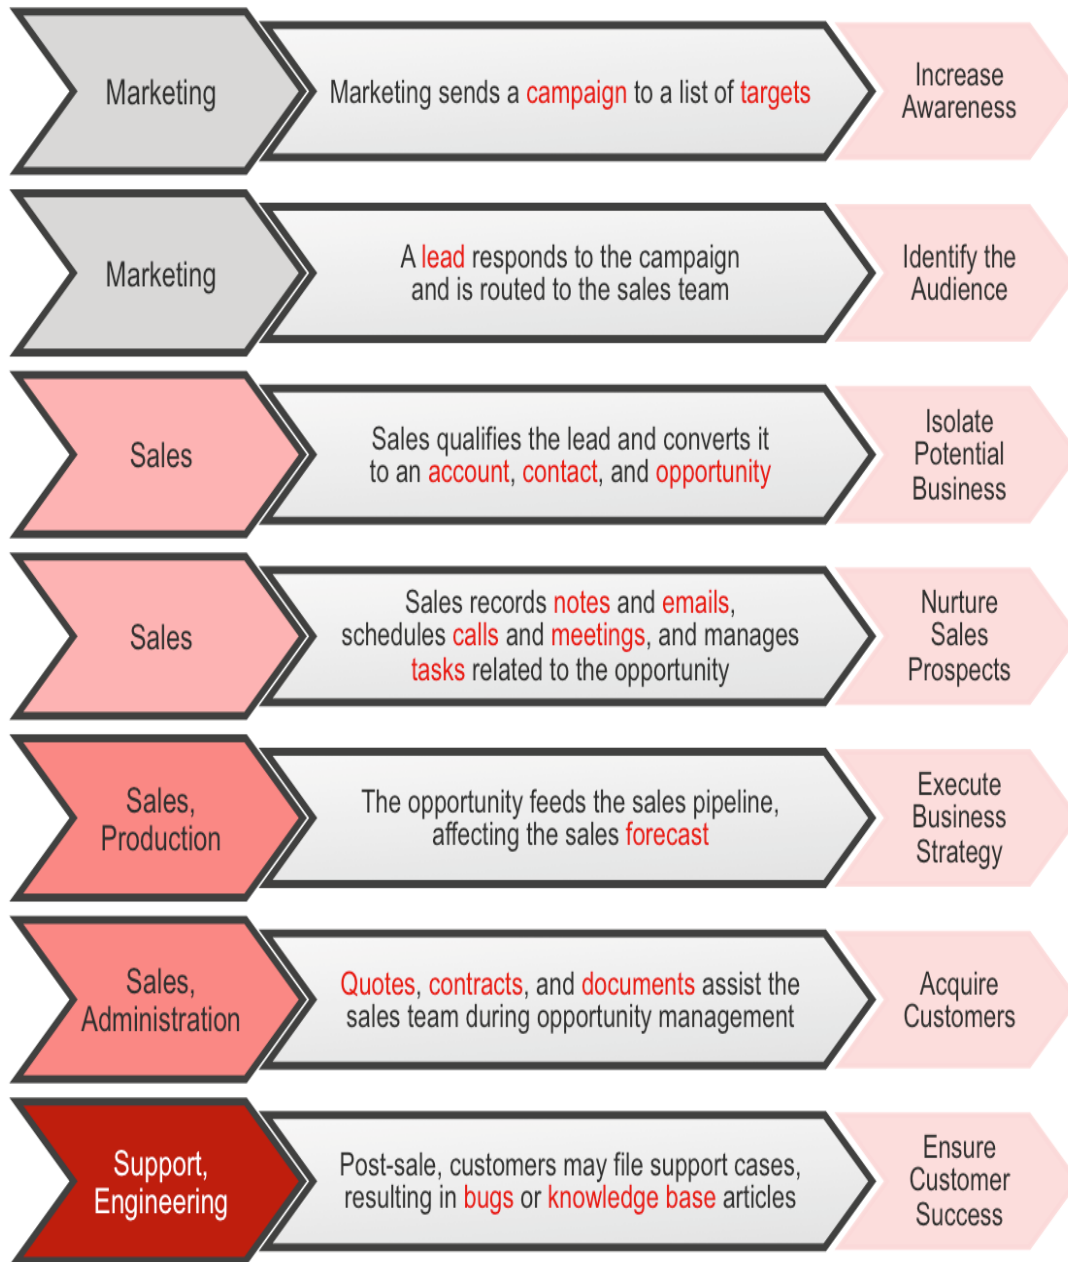 Marketing
Marketing sends a campaign to a list of targets
Increase
Awareness
Marketing
A lead responds to the campaign
and is routed to the sales team
Identify the
Audience
Sales
Sales qualifies the lead and converts it
to an account, contact, and opportunity
Isolate
Potential
Business
Sales
Sales records notes and emails,
schedules calls and meetings, and manages
tasks related to the opportunity
Nurture
Sales
Prospects
Sales,
Production
The opportunity feeds the sales pipeline,
affecting the sales forecast
Execute
Business
Strategy
Sales,
Administration
Quotes, contracts, and documents assist the
sales team during opportunity management
Acquire
Customers
Support,
Engineering
Post-sale, customers may file support cases,
resulting in bugs or knowledge base articles
Ensure
Customer
Success